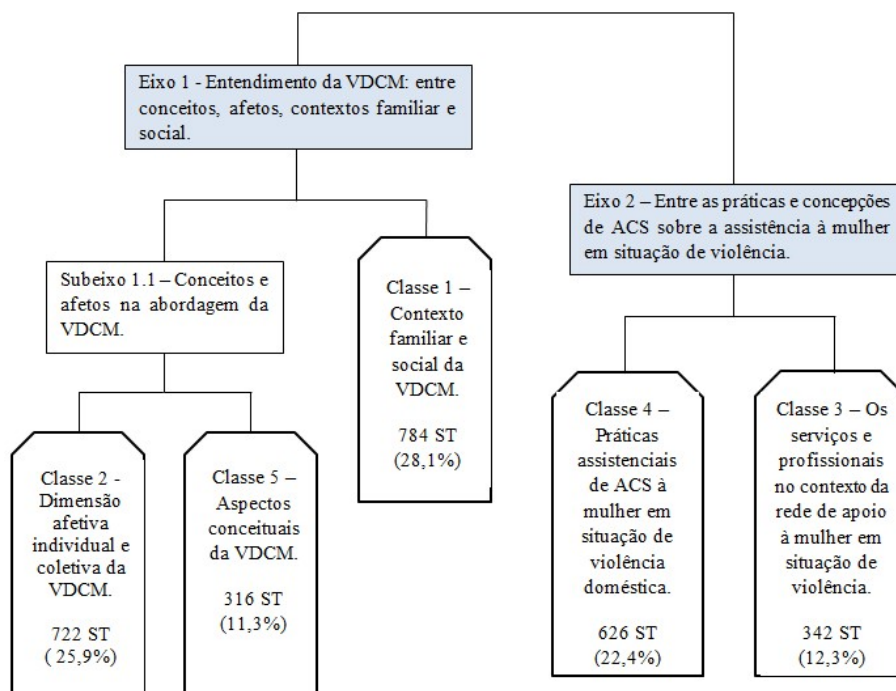 Eixo 1 - Entendimento da VDCM: entre
conceitos, afetos, contextos familiar e
social.
Eixo 2 – Entre as práticas e concepções
de ACS sobre a assistência à mulher
em situação de violência.
Subeixo 1.1 – Conceitos e
afetos na abordagem da
VDCM.
Classe 1 –
Contexto
familiar e
social da
VDCM.
784 ST
(28,1%)
Classe 2 -
Dimensão
afetiva
individual e
coletiva da
VDCM.
722 ST
( 25,9%)
Classe 5 –
Aspectos
conceituais
da VDCM.
316 ST
(11,3%)
Classe 4 –
Práticas
assistenciais
de ACS à
mulher em
situação de
violência
doméstica.
626 ST
(22,4%)
Classe 3 – Os
serviços e
profissionais
no contexto da
rede de apoio
à mulher em
situação de
violência.
342 ST
(12,3%)